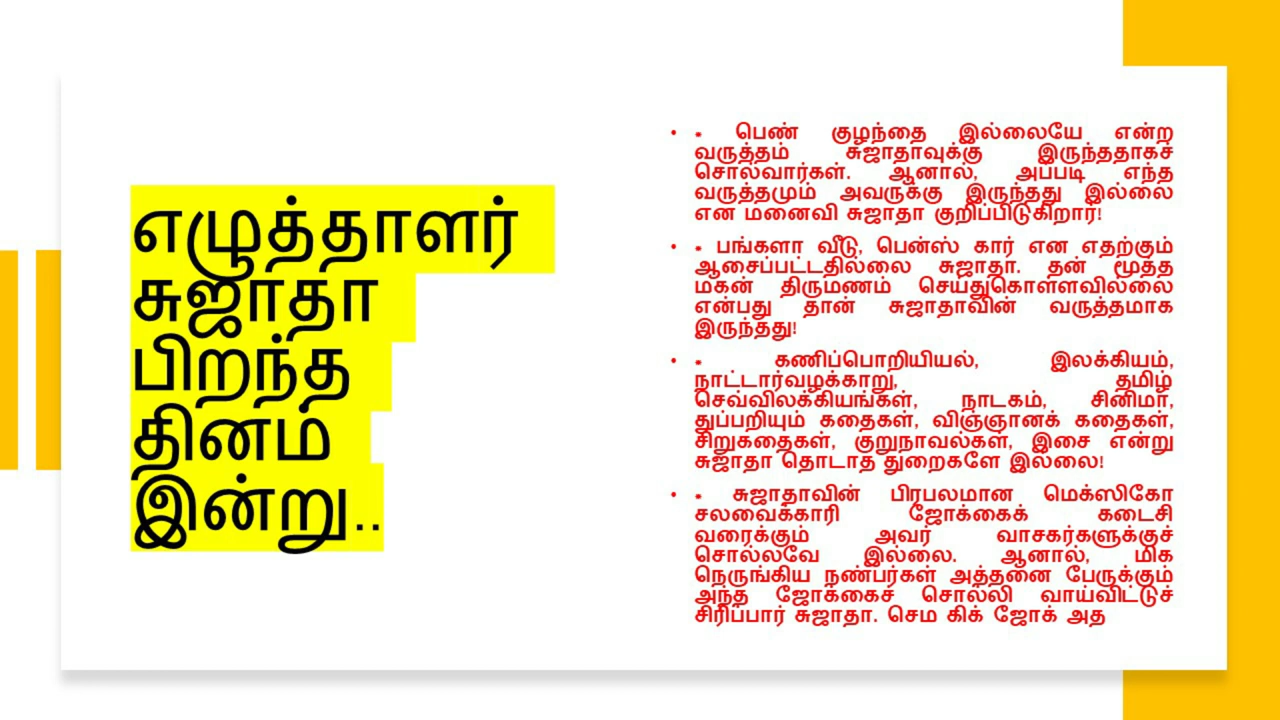 எழுத்தாளர்
சுஜாதா
பிறந்த
தினம்
இன்று..
• * பெண் குழந்தை இல்லையே என்ற
வருத்தம் சுஜாதாவுக்கு இருந்ததாகச்
சொல்வார்கள். ஆனால், அப்படி எந்த
வருத்தமும் அவருக்கு இருந்தது இல்லை
என மனைவி சுஜாதா குறிப்பிடுகிறார்!
• * பங்களா வீடு, பென்ஸ் கார் என எதற்கும்
ஆசைப்பட்டதில்லை சுஜாதா. தன் மூத்த
மகன் திருமணம் செய்துகொள்ளவில்லை
என்பது தான் சுஜாதாவின் வருத்தமாக
இருந்தது!
• * கணிப்பொறியியல், இலக்கியம்,
நாட்டார்வழக்காறு, தமிழ்
செவ்விலக்கியங்கள், நாடகம், சினிமா,
துப்பறியும் கதைகள், விஞ்ஞானக் கதைகள்,
சிறுகதைகள், குறுநாவல்கள், இசை என்று
சுஜாதா தொடாத துறைகளே இல்லை!
• * சுஜாதாவின் பிரபலமான மெக்ஸிகோ
சலவைக்காரி ஜோக்கைக் கடைசி
வரைக்கும் அவர் வாசகர்களுக்குச்
சொல்லவே இல்லை. ஆனால், மிக
நெருங்கிய நண்பர்கள் அத்தனை பேருக்கும்
அந்த ஜோக்கைச் சொல்லி வாய்விட்டுச்
சிரிப்பார் சுஜாதா. செம கிக் ஜோக் அத